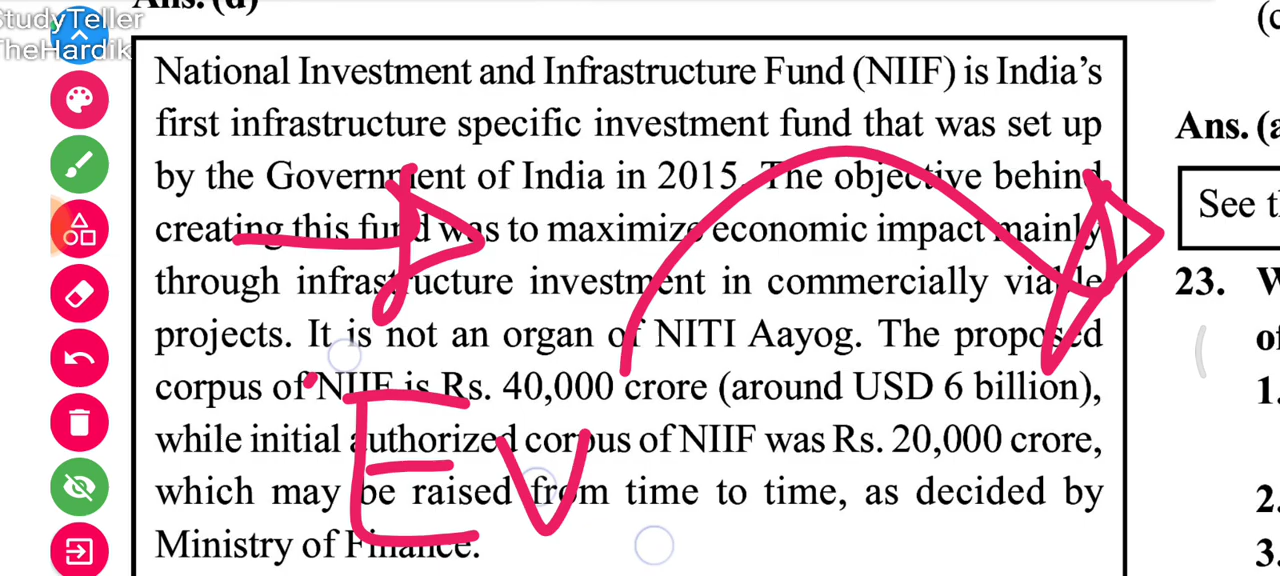 Ans. (d)
StudyTeller
TheHardik
National Investment and Infrastructure Fund (NIIF) is India's
first infrastructure specific investment fund that was set up
by the Government of India in 2015. The objective behind
creating this fund was to maximize economic impact mainly
through infrastructure investment in commercially viable
projects. It is not an organ of NITI Aayog. The proposed
corpus of NIIF is Rs. 40,000 crore (around USD 6 billion),
while initial authorized corpus of NIIF was Rs. 20,000 crore,
which may be raised from time to time, as decided by
Ministry of Finance.
EV
(c
Ans. (a
See t
23. W
of
1.
2.
3.